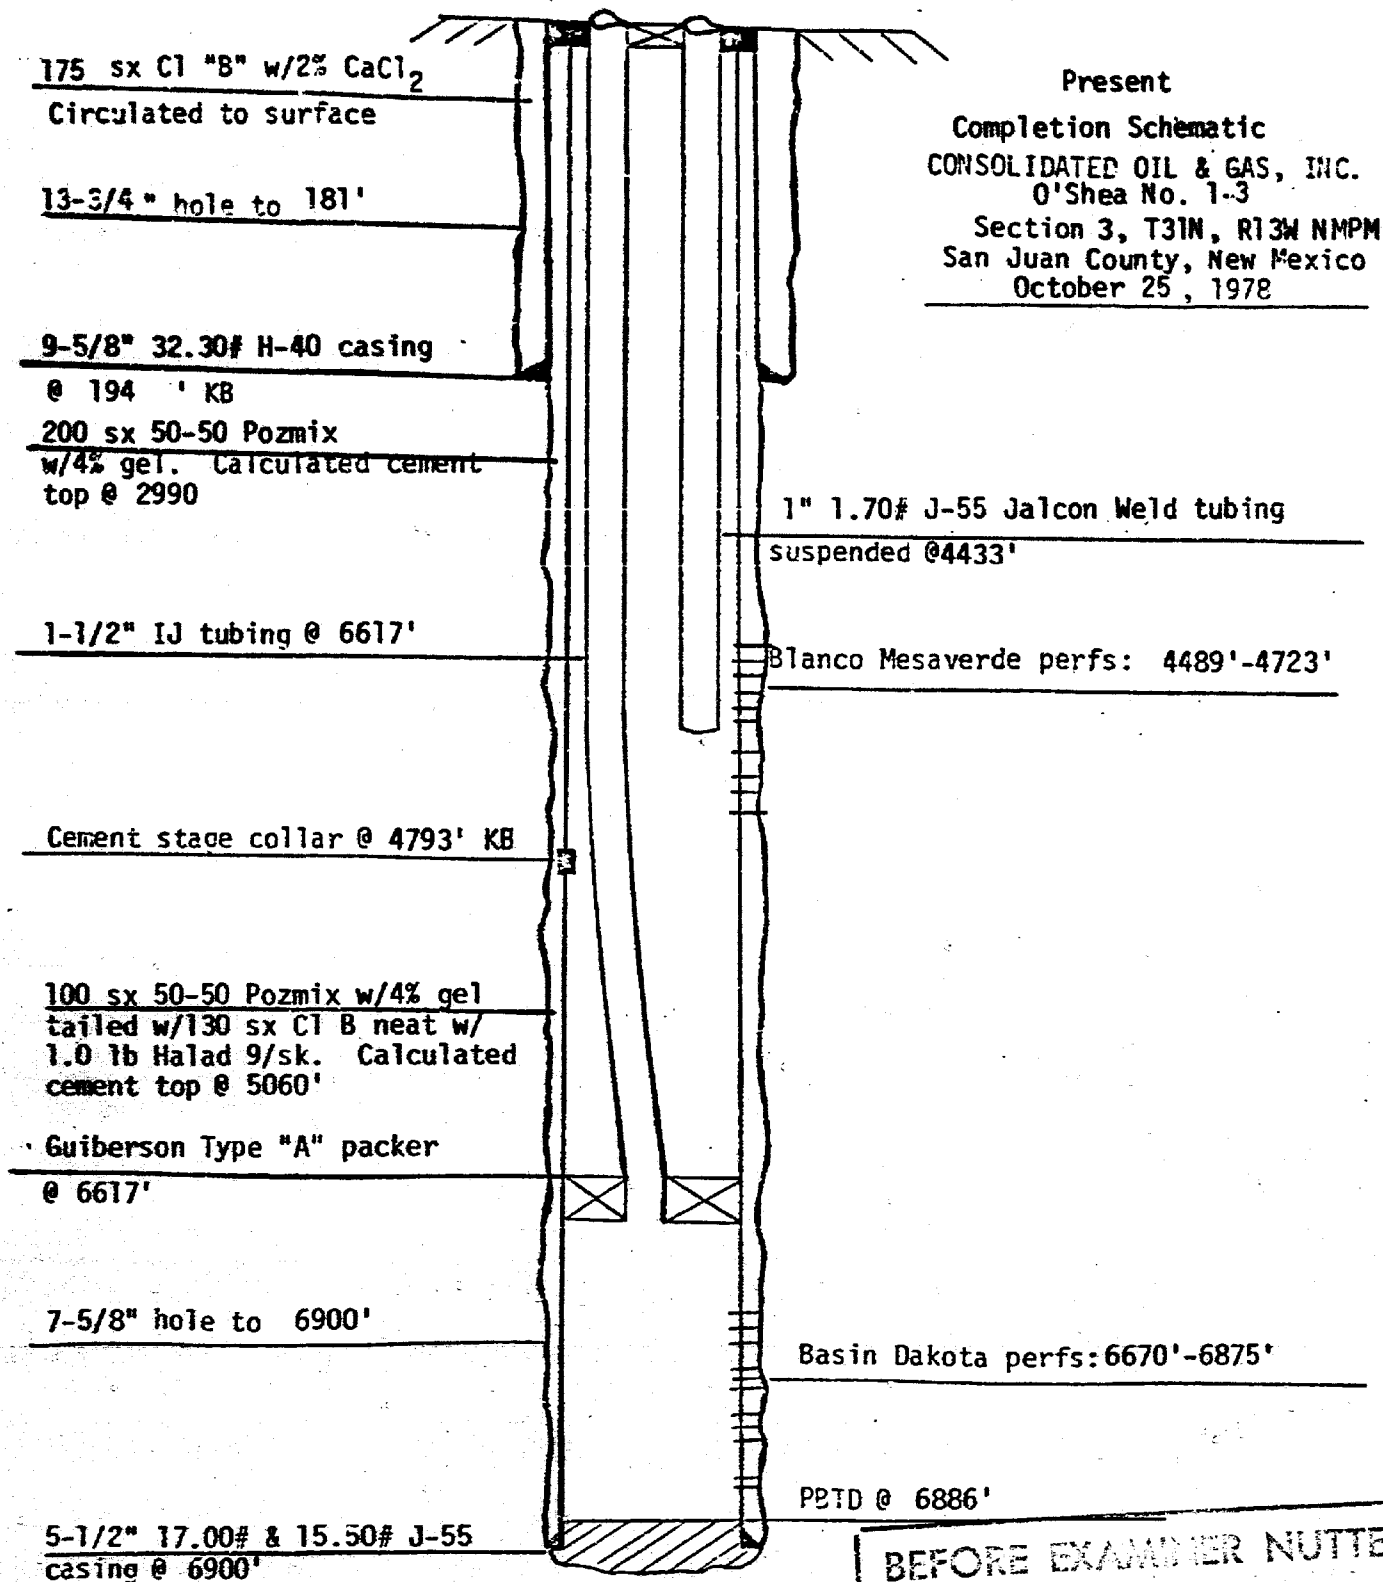 175 sx Cl "B" w/2% CaCl2
Circulated to surface
13-3/4" hole to 181'
9-5/8" 32.30# H-40 casing
@ 194 ' KB
200 sx 50-50 Pozmix
w/4% gel. Calculated cement
top @ 2990
1-1/2" IJ tubing @ 6617'
Cement stage collar @ 4793' KB
100 sx 50-50 Pozmix w/4% gel
tailed w/130 sx Cl B neat w/
1.0 lb Halad 9/sk. Calculated
cement top @ 5060'
Guiberson Type "A" packer
@ 6617'
7-5/8" hole to 6900'
5-1/2" 17.00# & 15.50# J-55
casing @ 6900'
Present
Completion Schematic
CONSOLIDATED OIL & GAS, INC.
O'Shea No. 1-3
Section 3, T31N, R13W NMPM
San Juan County, New Mexico
October 25, 1978
1" 1.70# J-55 Jalcon Weld tubing
suspended @4433'
Blanco Mesaverde perfs: 4489'-4723'
Basin Dakota perfs:6670'-6875'
PBTD @ 6886'
BEFORE EXAMINER NUTTE